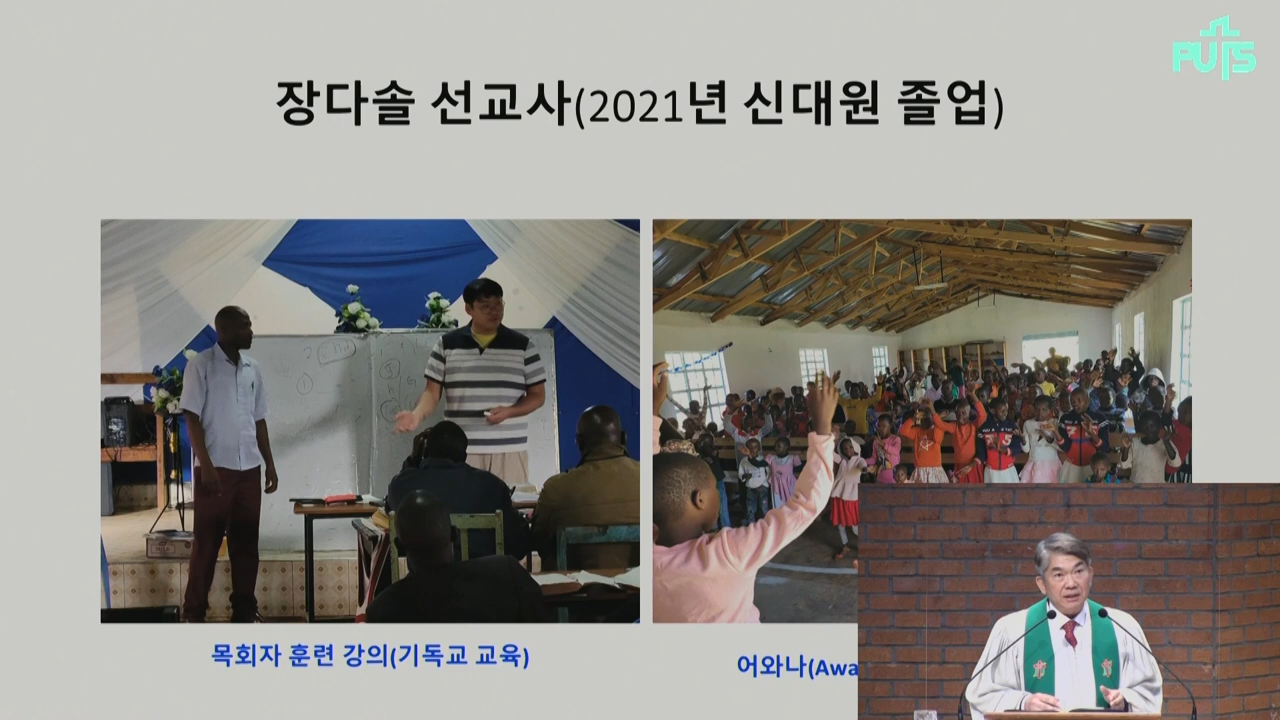 PUTS
장다솔 선교사(2021년 신대원 졸업)
목회자 훈련 강의(기독교 교육)
어와나(Awa